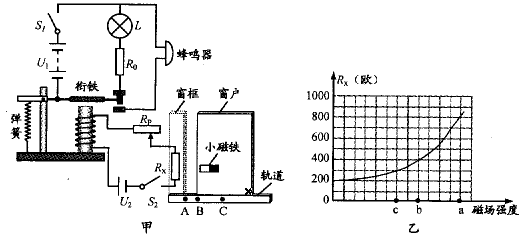 S₁
L
U₁
R₀
蜂鸣器
衔铁
弹簧
窗框
窗户
Rₚ
小磁铁
Rₓ
轨道
U₂
S₂
A B C
甲
Rₓ(欧)
1000
800
600
400
200
0
c b a 磁场强度
乙